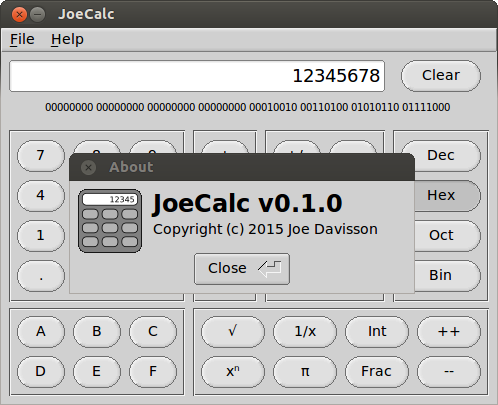 JoeCalc
File Help
12345678 Clear
00000000 00000000 00000000 00000000 00010010 00110100 01010110 01111000
7 Dec
About
12345
JoeCalc v0.1.0
4 Hex
Copyright (c) 2015 Joe Davisson
1 Oct
Close
. Bin
A B C √ 1/x Int ++
D E F xⁿ π Frac --